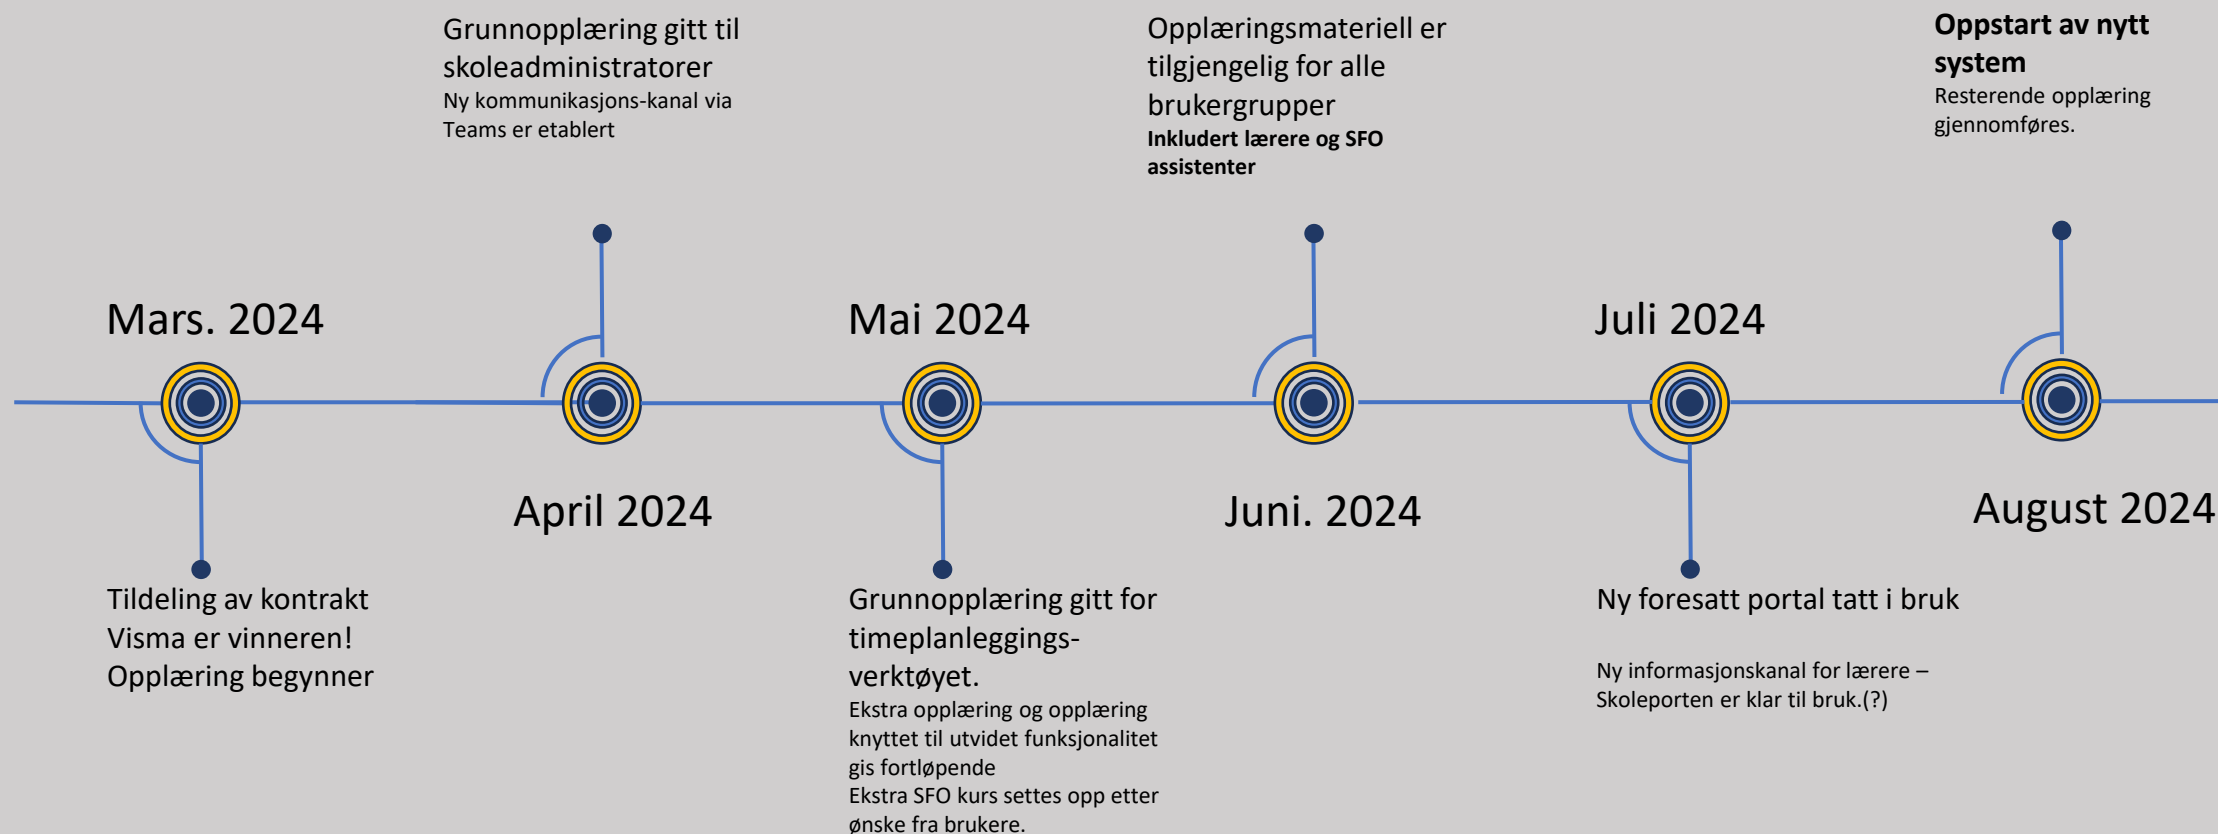 Mars. 2024
Tildeling av kontrakt
Visma er vinneren!
Opplæring begynner
Grunnopplæring gitt til
skoleadministratorer
Ny kommunikasjons-kanal via
Teams er etablert
April 2024
Mai 2024
Grunnopplæring gitt for
timeplanleggings-
verktøyet.
Ekstra opplæring og opplæring
knyttet til utvidet funksjonalitet
gis fortløpende
Ekstra SFO kurs settes opp etter
ønske fra brukere.
Opplæringsmateriell er
tilgjengelig for alle
brukergrupper
Inkludert lærere og SFO
assistenter
Juni. 2024
Juli 2024
Ny foresatt portal tatt i bruk
Ny informasjonskanal for lærere –
Skoleporten er klar til bruk.(?)
Oppstart av nytt
system
Resterende opplæring
gjennomføres.
August 2024